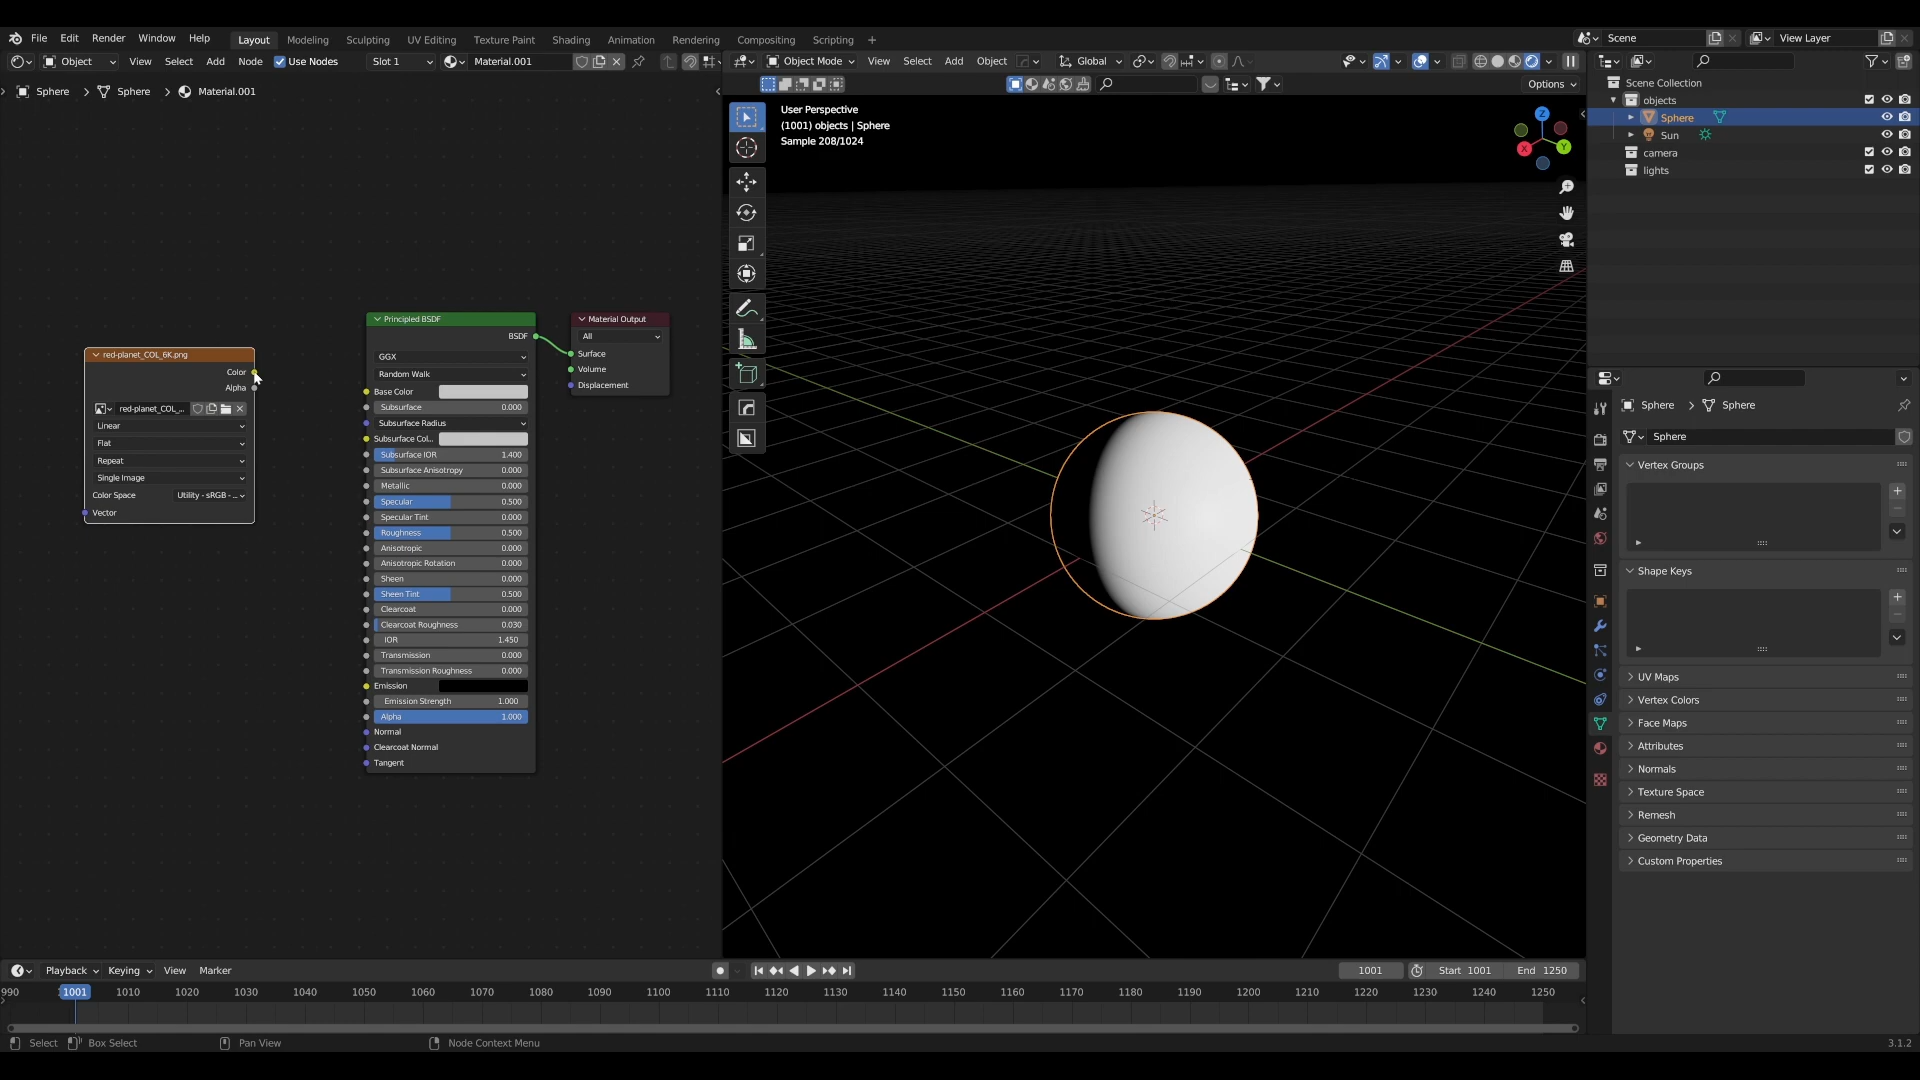 File Edit Render Window Help Layout Modeling Sculpting UV Editing Texture Paint Shading Animation Rendering Compositing Scripting + Scene View Layer
Object View Select Add Node Use Nodes Slot 1 Material.001
Object Mode View Select Add Object Global
Sphere > Sphere > Material.001
Options
User Perspective
(1001) objects | Sphere
Sample 208/1024
Z
X
Y
Scene Collection
objects
Sphere
Sun
camera
lights
red-planet_COL_6K.png
Color
Alpha
red-planet_COL_...
Linear
Flat
Repeat
Single Image
Color Space Utility - sRGB - ...
Vector
Principled BSDF
BSDF
GGX
Random Walk
Base Color
Subsurface 0.000
Subsurface Radius
Subsurface Col...
Subsurface IOR 1.400
Subsurface Anisotropy 0.000
Metallic 0.000
Specular 0.500
Specular Tint 0.000
Roughness 0.500
Anisotropic 0.000
Anisotropic Rotation 0.000
Sheen 0.000
Sheen Tint 0.500
Clearcoat 0.000
Clearcoat Roughness 0.030
IOR 1.450
Transmission 0.000
Transmission Roughness 0.000
Emission
Emission Strength 1.000
Alpha 1.000
Normal
Clearcoat Normal
Tangent
Material Output
All
Surface
Volume
Displacement
Sphere > Sphere
Sphere
Vertex Groups
Shape Keys
UV Maps
Vertex Colors
Face Maps
Attributes
Normals
Texture Space
Remesh
Geometry Data
Custom Properties
Playback Keying View Marker 1001 Start 1001 End 1250
990 1001 1010 1020 1030 1040 1050 1060 1070 1080 1090 1100 1110 1120 1130 1140 1150 1160 1170 1180 1190 1200 1210 1220 1230 1240 1250
Select Box Select Pan View Node Context Menu 3.1.2